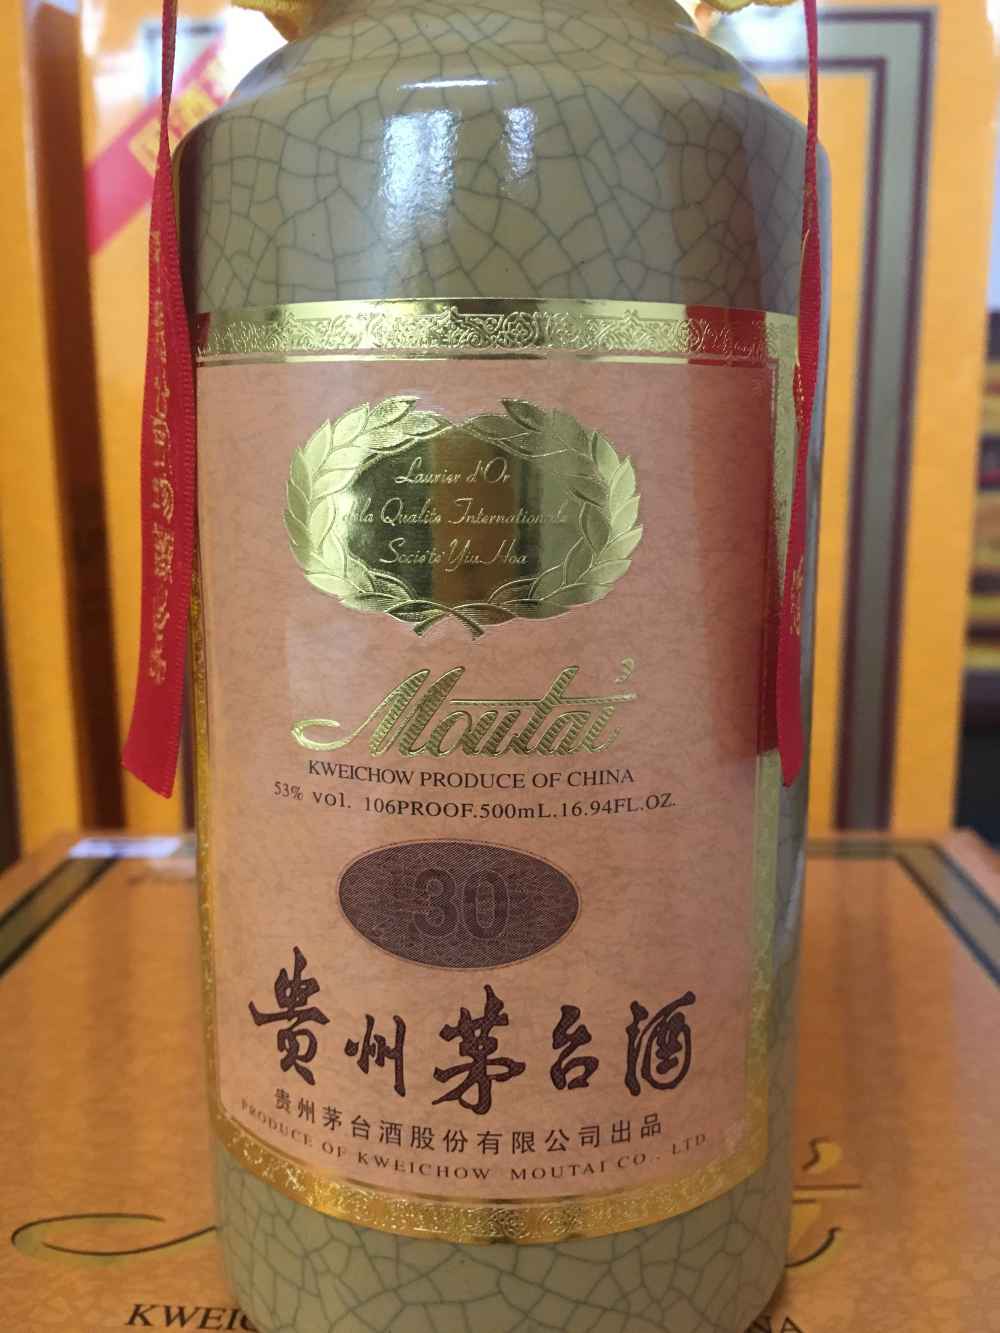 Laurier d'Or
la Qualite Internationale
Societe Yiu Hoa
Moutai
KWEICHOW PRODUCE OF CHINA
53% vol. 106PROOF.500mL.16.94FL.OZ.
30
贵州茅台酒
贵州茅台酒股份有限公司出品
PRODUCE OF KWEICHOW MOUTAI CO., LTD
KWEIC
NA